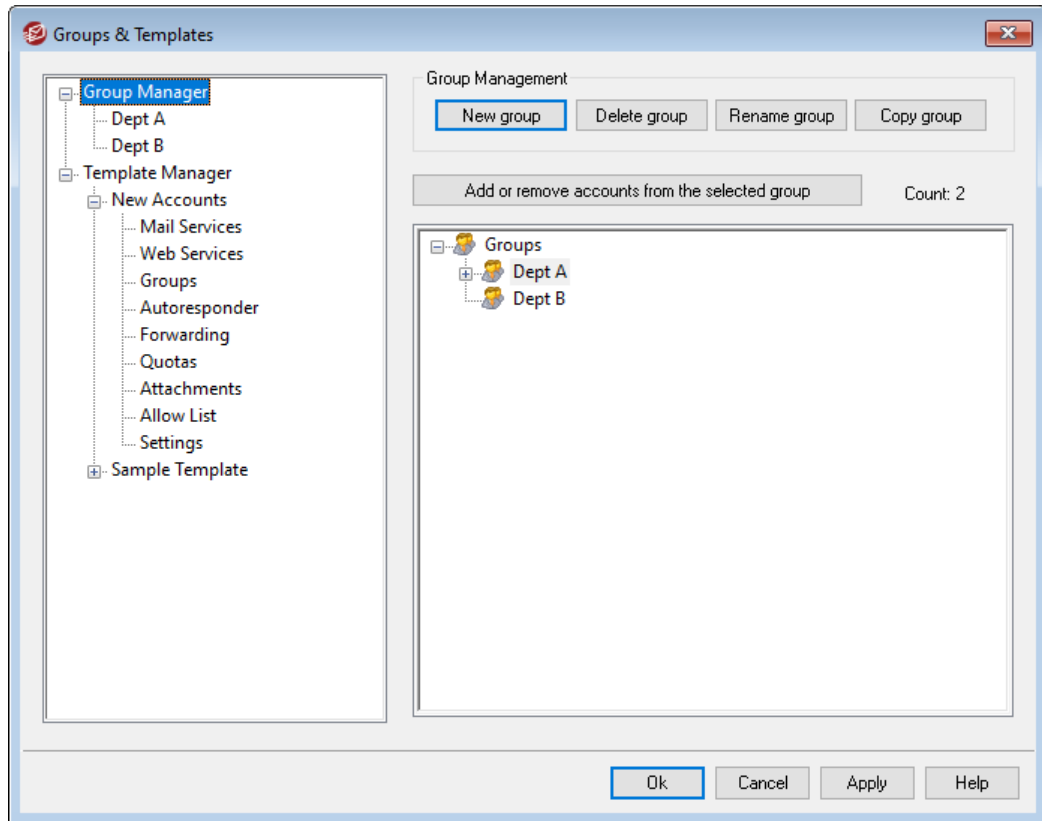 Groups & Templates
Group Manager
Dept A
Dept B
Template Manager
New Accounts
Mail Services
Web Services
Groups
Autoresponder
Forwarding
Quotas
Attachments
Allow List
Settings
Sample Template
Group Management
New group Delete group Rename group Copy group
Add or remove accounts from the selected group Count: 2
Groups
Dept A
Dept B
Ok Cancel Apply Help